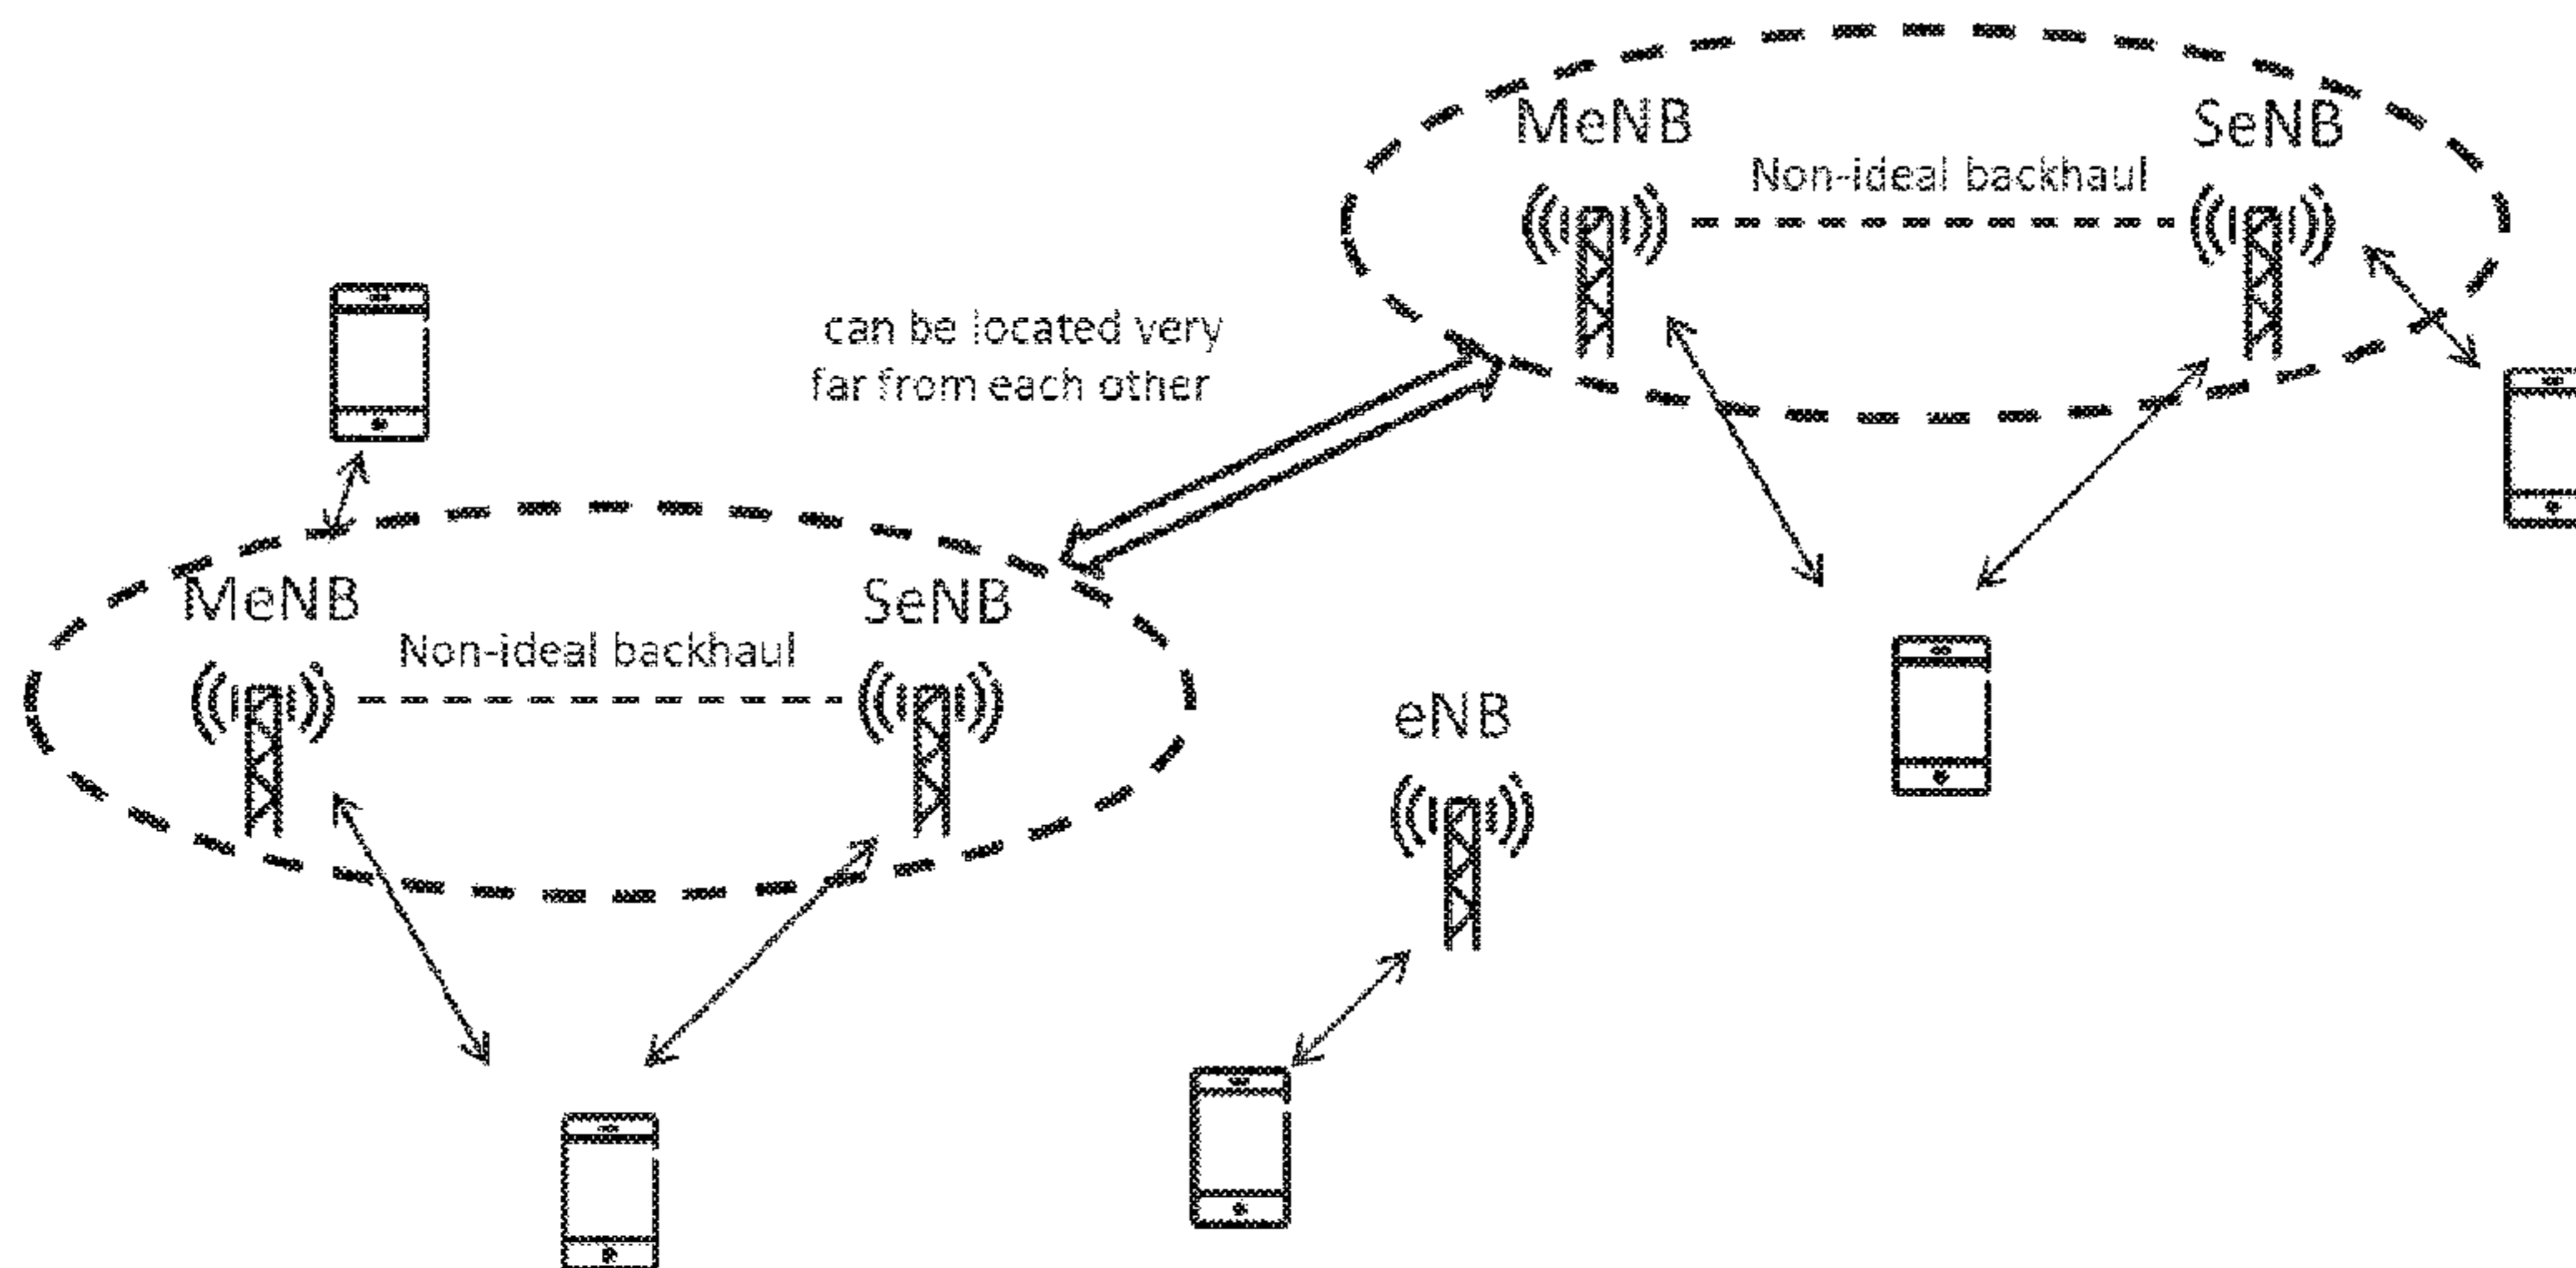 MeNB
SeNB
Non-ideal backhaul
can be located very
far from each other
MeNB
SeNB
Non-ideal backhaul
eNB